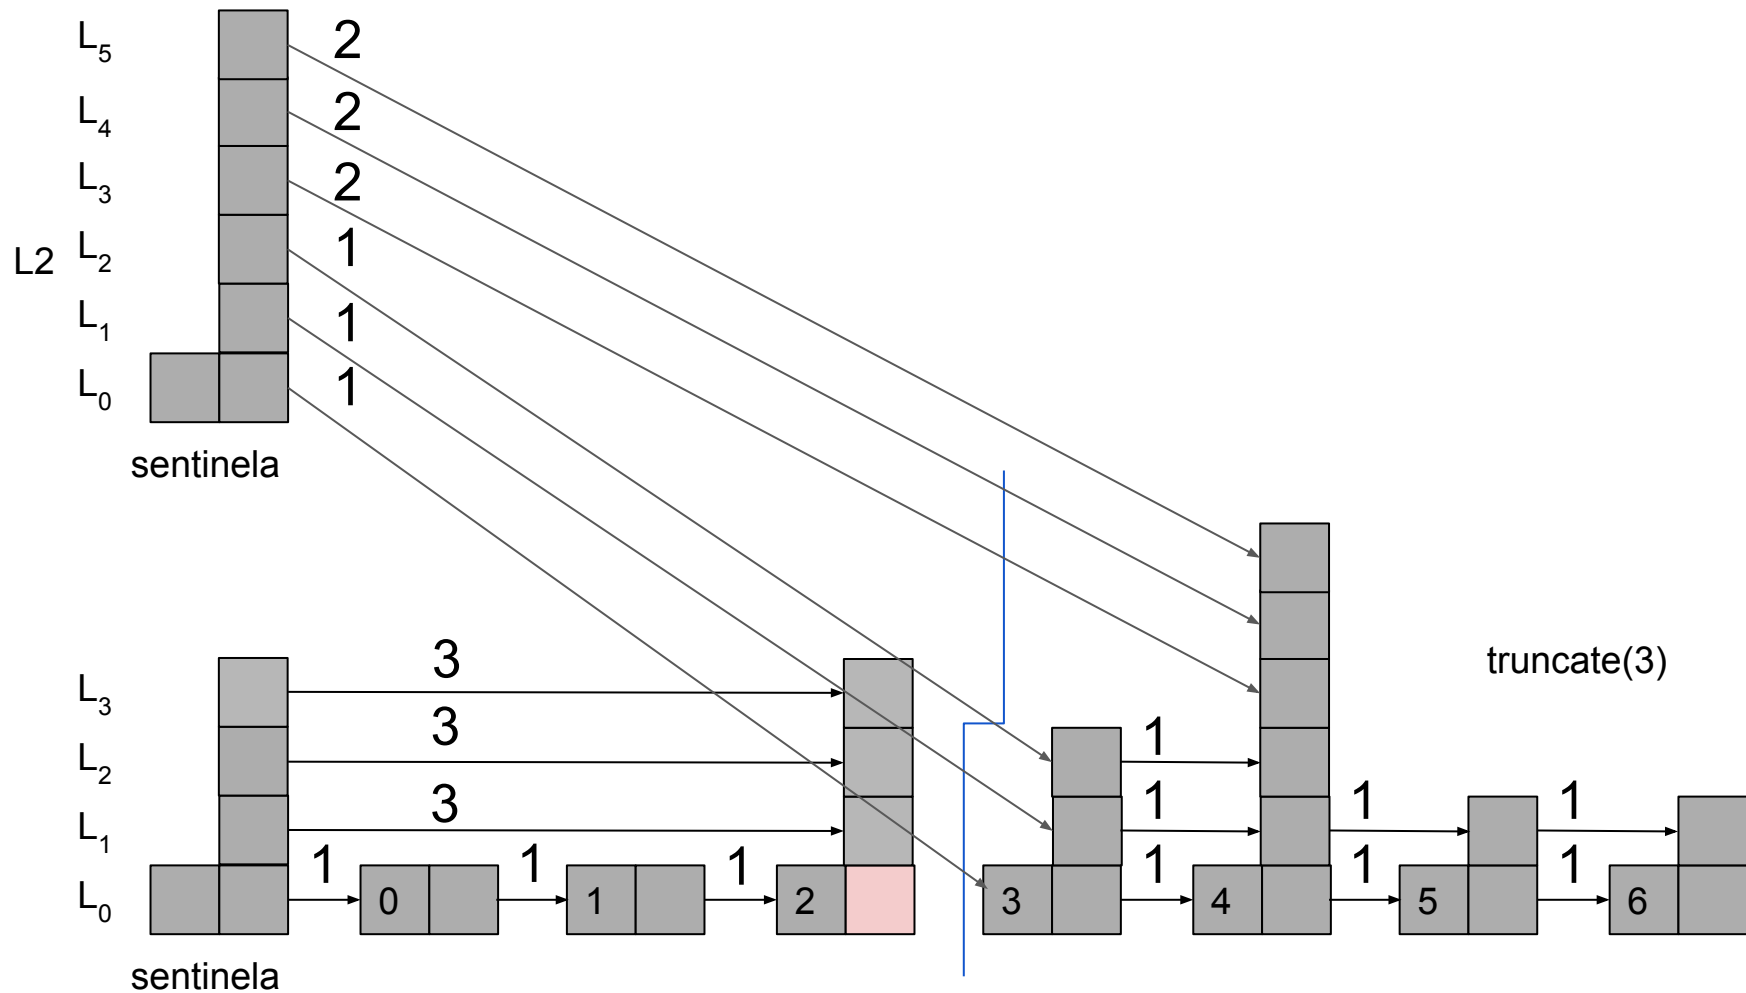 L5 2
L4 2
L3 2
L2 L2 1
L1 1
L0 1
sentinela
truncate(3)
L3 3
L2 3 1
L1 3 1 1 1
L0 1 0 1 1 1 2 3 1 4 1 5 1 6
sentinela